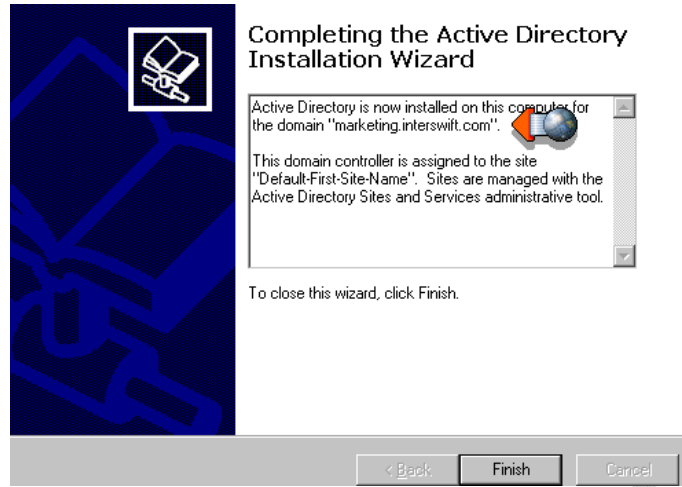 Completing the Active Directory
Installation Wizard
Active Directory is now installed on this computer for
the domain "marketing.interswift.com".
This domain controller is assigned to the site
"Default-First-Site-Name".  Sites are managed with the
Active Directory Sites and Services administrative tool.
To close this wizard, click Finish.
< Back Finish Cancel